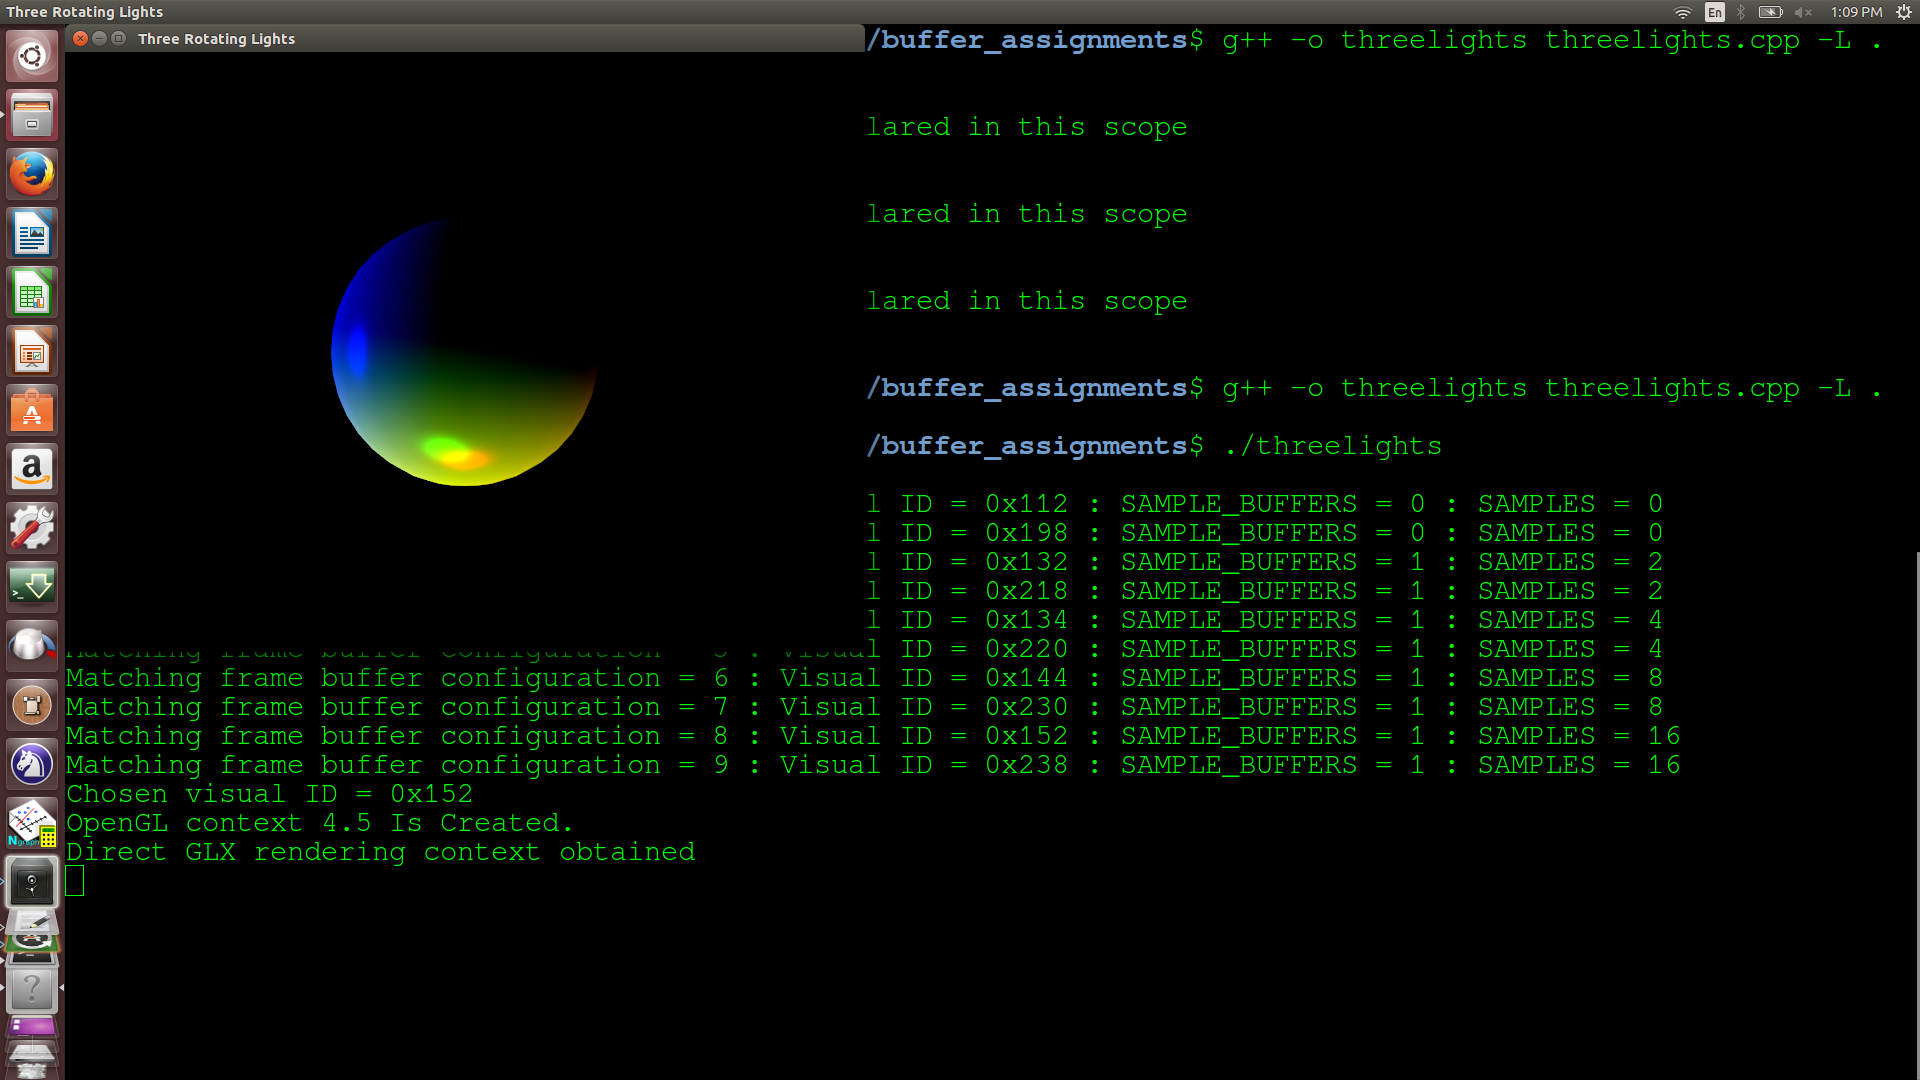 Three Rotating Lights
En
1:09 PM
Three Rotating Lights
/buffer_assignments$ g++ -o threelights threelights.cpp -L .
lared in this scope
lared in this scope
lared in this scope
/buffer_assignments$ g++ -o threelights threelights.cpp -L .
/buffer_assignments$ ./threelights
l ID = 0x112 : SAMPLE_BUFFERS = 0 : SAMPLES = 0
l ID = 0x198 : SAMPLE_BUFFERS = 0 : SAMPLES = 0
l ID = 0x132 : SAMPLE_BUFFERS = 1 : SAMPLES = 2
l ID = 0x218 : SAMPLE_BUFFERS = 1 : SAMPLES = 2
l ID = 0x134 : SAMPLE_BUFFERS = 1 : SAMPLES = 4
Matching frame buffer configuration = 5 : Visual ID = 0x220 : SAMPLE_BUFFERS = 1 : SAMPLES = 4
Matching frame buffer configuration = 6 : Visual ID = 0x144 : SAMPLE_BUFFERS = 1 : SAMPLES = 8
Matching frame buffer configuration = 7 : Visual ID = 0x230 : SAMPLE_BUFFERS = 1 : SAMPLES = 8
Matching frame buffer configuration = 8 : Visual ID = 0x152 : SAMPLE_BUFFERS = 1 : SAMPLES = 16
Matching frame buffer configuration = 9 : Visual ID = 0x238 : SAMPLE_BUFFERS = 1 : SAMPLES = 16
Chosen visual ID = 0x152
OpenGL context 4.5 Is Created.
Direct GLX rendering context obtained